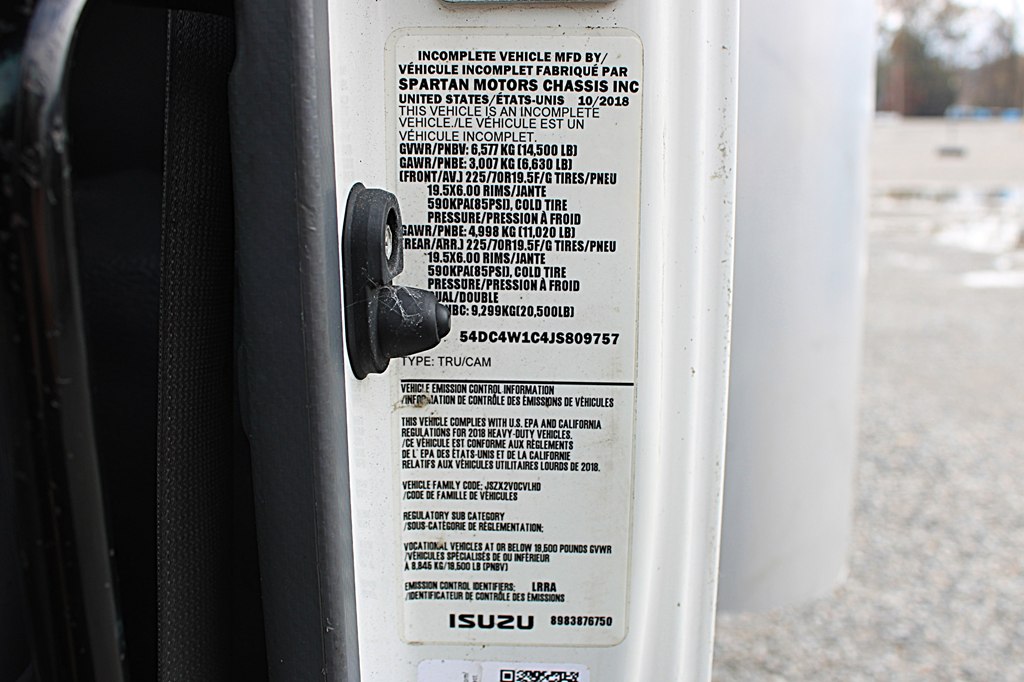 INCOMPLETE VEHICLE MFD BY/
VÉHICULE INCOMPLET FABRIQUÉ PAR
SPARTAN MOTORS CHASSIS INC
UNITED STATES/ÉTATS-UNIS 10/2018
THIS VEHICLE IS AN INCOMPLETE
VEHICLE /LE VÉHICULE EST UN
VÉHICULE INCOMPLET.
GVWR/PNBV: 6,577 KG (14,500 LB)
GAWR/PNBE: 3,007 KG (6,630 LB)
(FRONT/AV.) 225/70R19.5F/G TIRES/PNEU
19.5X6.00 RIMS/JANTE
590KPA(85PSI), COLD TIRE
PRESSURE/PRESSION À FROID
GAWR/PNBE: 4,998 KG (11,020 LB)
(REAR/ARR.) 225/70R19.5F/G TIRES/PNEU
19.5X6.00 RIMS/JANTE
590KPA(85PSI), COLD TIRE
PRESSURE/PRESSION À FROID
UAL/DOUBLE
BC: 9,299KG(20,500LB)
54DC4W1C4JS809757
TYPE: TRU/CAM
VEHICLE EMISSION CONTROL INFORMATION
/INFORMATION DE CONTRÔLE DES ÉMISSIONS DE VÉHICULES
THIS VEHICLE COMPLIES WITH U.S. EPA AND CALIFORNIA
REGULATIONS FOR 2018 HEAVY-DUTY VEHICLES.
/CE VÉHICULE EST CONFORME AUX RÈGLEMENTS
DE L' EPA DES ÉTATS-UNIS ET DE LA CALIFORNIE
RELATIFS AUX VÉHICULES UTILITAIRES LOURDS DE 2018.
VEHICLE FAMILY CODE: JSZX2VOCVLHD
/CODE DE FAMILLE DE VÉHICULES
REGULATORY SUB CATEGORY
/SOUS-CATÉGORIE DE RÉGLEMENTATION:
VOCATIONAL VEHICLES AT OR BELOW 19,500 POUNDS GVWR
/VÉHICULES SPÉCIALISÉS DE OU INFÉRIEUR
À 8,845 KG/19,500 LB (PNBV)
EMISSION CONTROL IDENTIFIERS: LRRA
/IDENTIFICATEUR DE CONTRÔLE DES ÉMISSIONS
ISUZU 8983876750